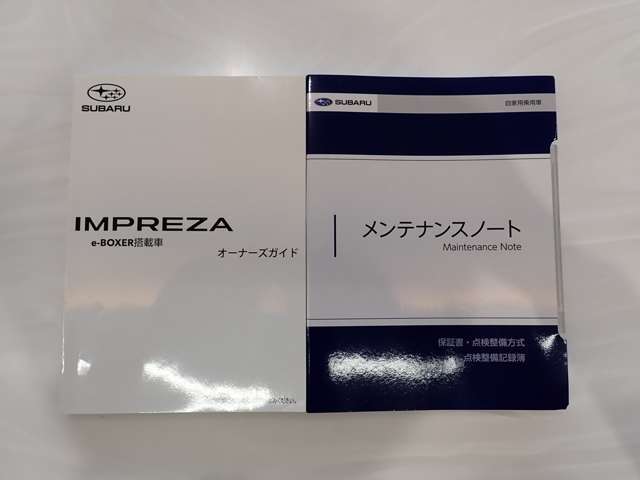 SUBARU
IMPREZA
e-BOXER搭載車
オーナーズガイド
SUBARU
自家用乗用車
メンテナンスノート
Maintenance Note
保証書・点検整備方式
点検整備記録簿